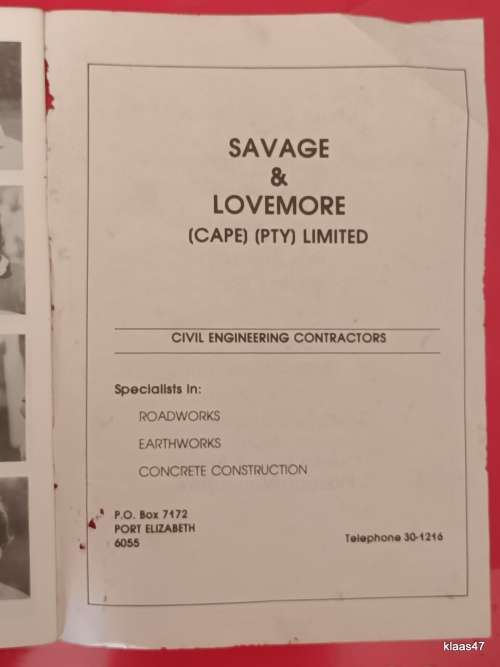 SAVAGE
&
LOVEMORE
(CAPE) (PTY) LIMITED
CIVIL ENGINEERING CONTRACTORS
Specialists in:
ROADWORKS
EARTHWORKS
CONCRETE CONSTRUCTION
P.O. Box 7172
PORT ELIZABETH
6055
Telephone 30-1216
klaas47